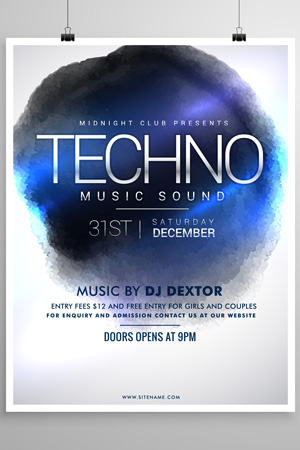 MIDNIGHT CLUB PRESENTS
TECHNO
MUSIC SOUND
31ST | SATURDAY
DECEMBER
MUSIC BY DJ DEXTOR
ENTRY FEES $12 AND FREE ENTRY FOR GIRLS AND COUPLES
FOR ENQUIRY AND ADMISSION CONTACT US AT OUR WEBSITE
DOORS OPENS AT 9PM
WWW.SITENAME.COM